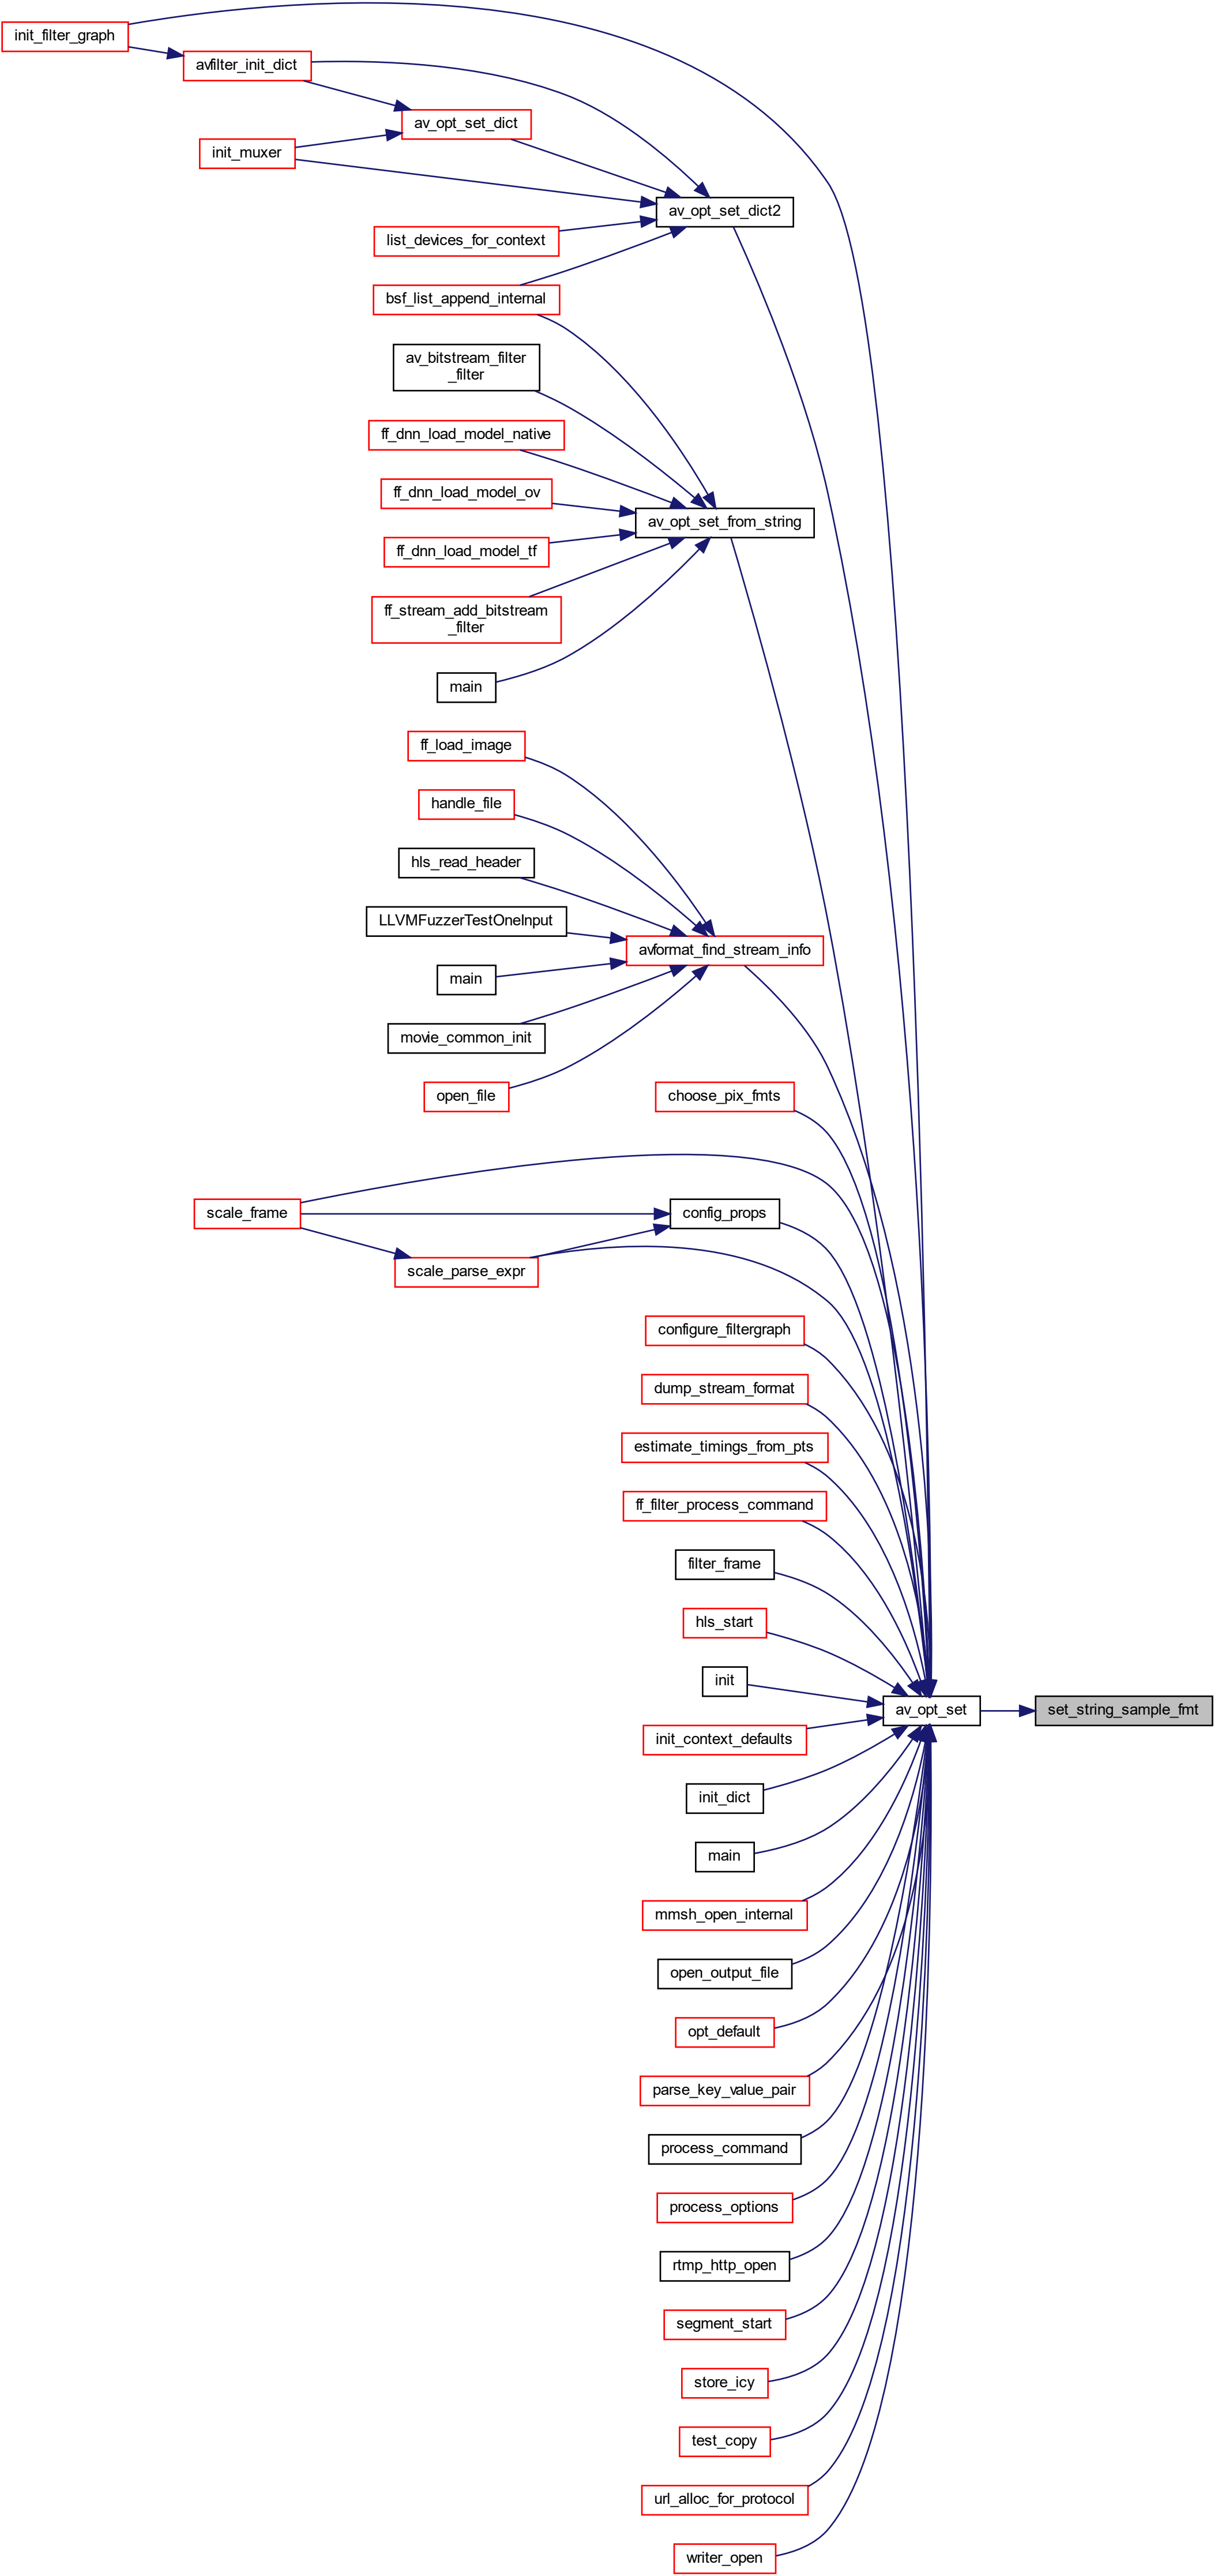 init_filter_graph
avfilter_init_dict
av_opt_set_dict
init_muxer
av_opt_set_dict2
list_devices_for_context
bsf_list_append_internal
av_bitstream_filter
_filter
ff_dnn_load_model_native
ff_dnn_load_model_ov
av_opt_set_from_string
ff_dnn_load_model_tf
ff_stream_add_bitstream
_filter
main
ff_load_image
handle_file
hls_read_header
LLVMFuzzerTestOneInput
avformat_find_stream_info
main
movie_common_init
open_file
choose_pix_fmts
scale_frame
config_props
scale_parse_expr
configure_filtergraph
dump_stream_format
estimate_timings_from_pts
ff_filter_process_command
filter_frame
hls_start
init
av_opt_set
set_string_sample_fmt
init_context_defaults
init_dict
main
mmsh_open_internal
open_output_file
opt_default
parse_key_value_pair
process_command
process_options
rtmp_http_open
segment_start
store_icy
test_copy
url_alloc_for_protocol
writer_open